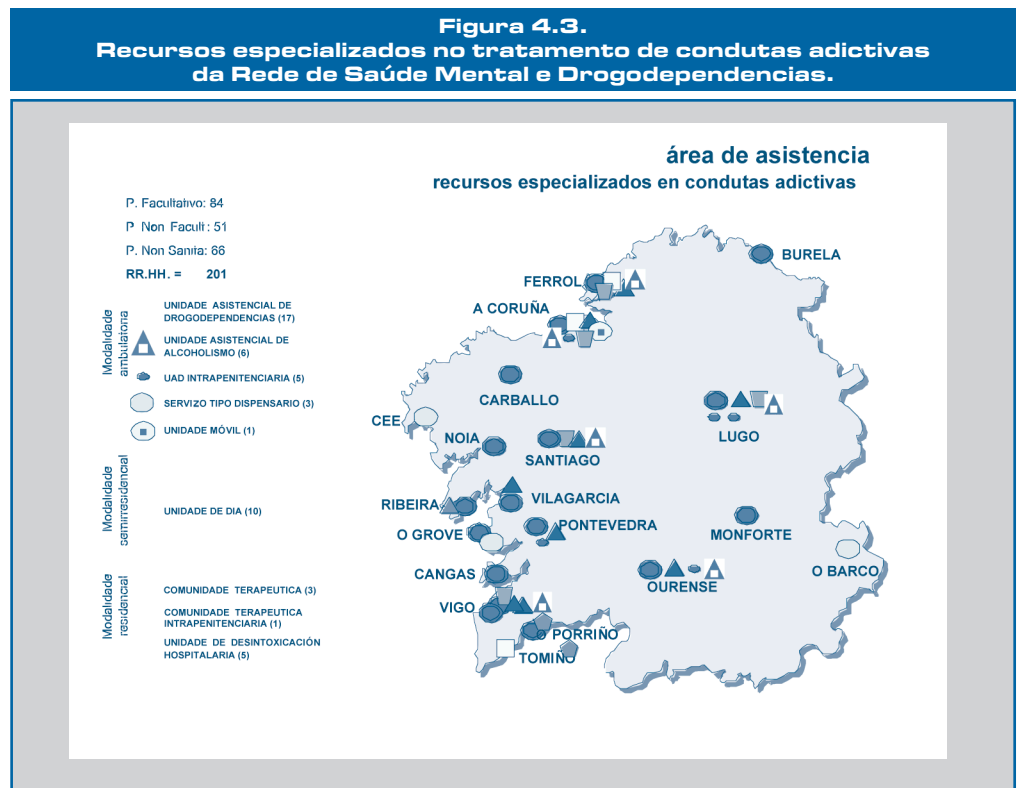 Figura 4.3.
Recursos especializados no tratamento de condutas adictivas
da Rede de Saúde Mental e Drogodependencias.
área de asistencia
recursos especializados en condutas adictivas
P. Facultativo: 84
P Non Facult: 51
P. Non Sanita: 66
RR.HH. = 201
Modalidade
ambulatoria
UNIDADE ASISTENCIAL DE
DROGODEPENDENCIAS (17)
UNIDADE ASISTENCIAL DE
ALCOHOLISMO (6)
UAD INTRAPENITENCIARIA (5)
SERVIZO TIPO DISPENSARIO (3)
UNIDADE MÓVIL (1)
Modalidade
semirresidencial
UNIDADE DE DIA (10)
Modalidade
residencial
COMUNIDADE TERAPEUTICA (3)
COMUNIDADE TERAPEUTICA
INTRAPENITENCIARIA (1)
UNIDADE DE DESINTOXICACIÓN
HOSPITALARIA (5)
BURELA
FERROL
A CORUÑA
CARBALLO
CEE
NOIA
SANTIAGO
LUGO
RIBEIRA
VILAGARCIA
O GROVE
PONTEVEDRA
MONFORTE
CANGAS
OURENSE
O BARCO
VIGO
O PORRIÑO
TOMIÑO